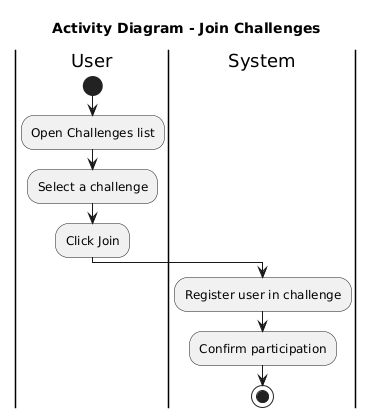 Activity Diagram - Join Challenges
User
System
Open Challenges list
Select a challenge
Click Join
Register user in challenge
Confirm participation